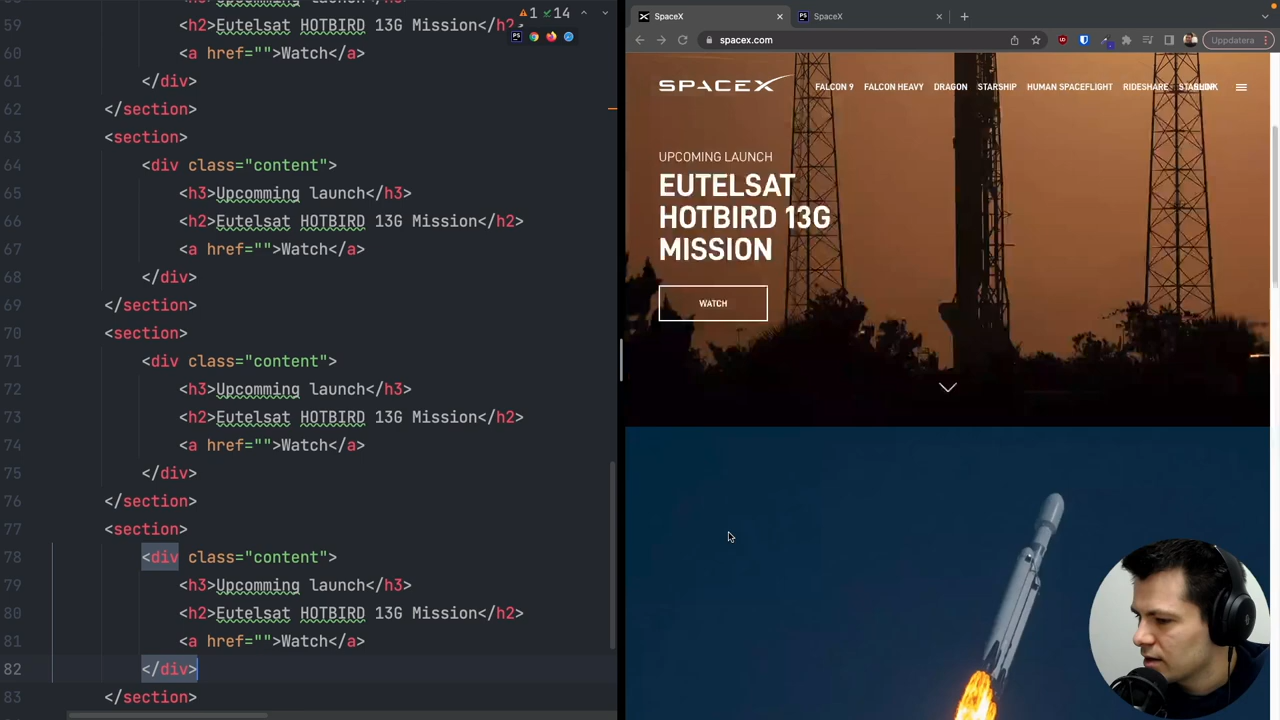 59 <h2>Eutelsat HOTBIRD 13G Mission</h2>
60 <a href="">Watch</a>
61 </div>
62 </section>
63 <section>
64 <div class="content">
65 <h3>Upcomming launch</h3>
66 <h2>Eutelsat HOTBIRD 13G Mission</h2>
67 <a href="">Watch</a>
68 </div>
69 </section>
70 <section>
71 <div class="content">
72 <h3>Upcomming launch</h3>
73 <h2>Eutelsat HOTBIRD 13G Mission</h2>
74 <a href="">Watch</a>
75 </div>
76 </section>
77 <section>
78 <div class="content">
79 <h3>Upcomming launch</h3>
80 <h2>Eutelsat HOTBIRD 13G Mission</h2>
81 <a href="">Watch</a>
82 </div>
83 </section>
1 14
PS
SpaceX
PS SpaceX
spacex.com
Uppdatera
SPACEX
FALCON 9 FALCON HEAVY DRAGON STARSHIP HUMAN SPACEFLIGHT RIDESHARE
UPCOMING LAUNCH
EUTELSAT
HOTBIRD 13G
MISSION
WATCH